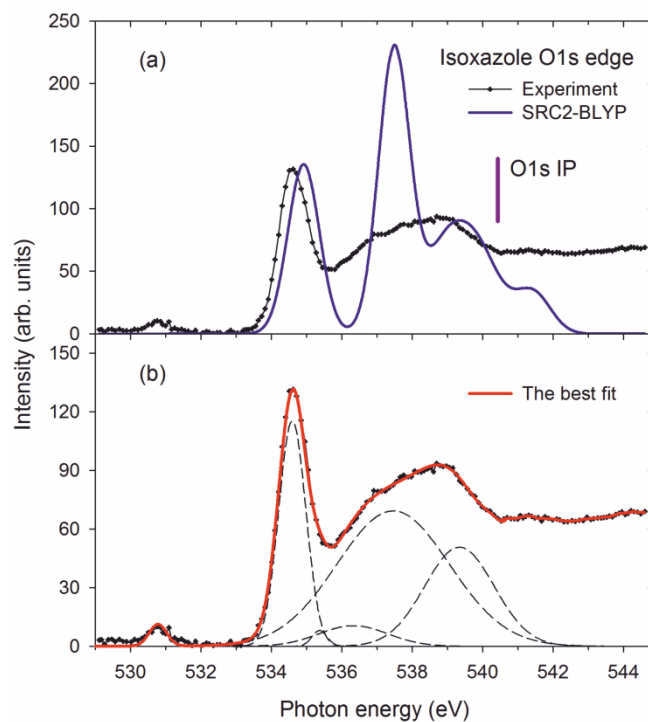 250
(a)
Isoxazole O1s edge
Experiment
SRC2-BLYP
200
150
O1s IP
100
50
0
150
(b)
The best fit
120
90
60
30
0
Intensity (arb. units)
530 532 534 536 538 540 542 544
Photon energy (eV)